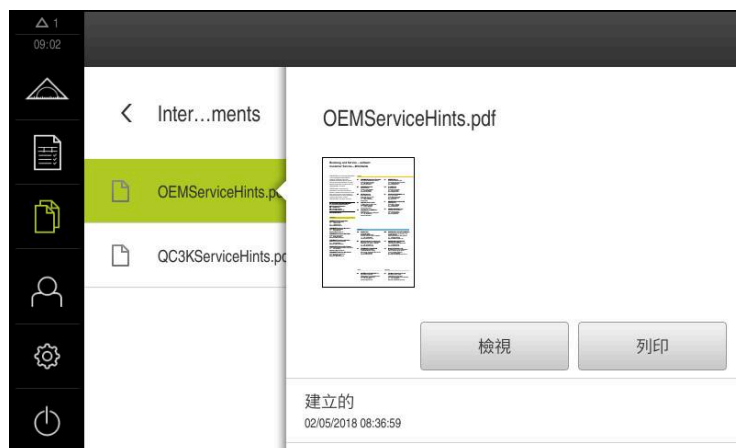 1
09:02
Inter…ments
OEMServiceHints.pdf
OEMServiceHints.pd
QC3KServiceHints.pd
檢視
列印
建立的
02/05/2018 08:36:59